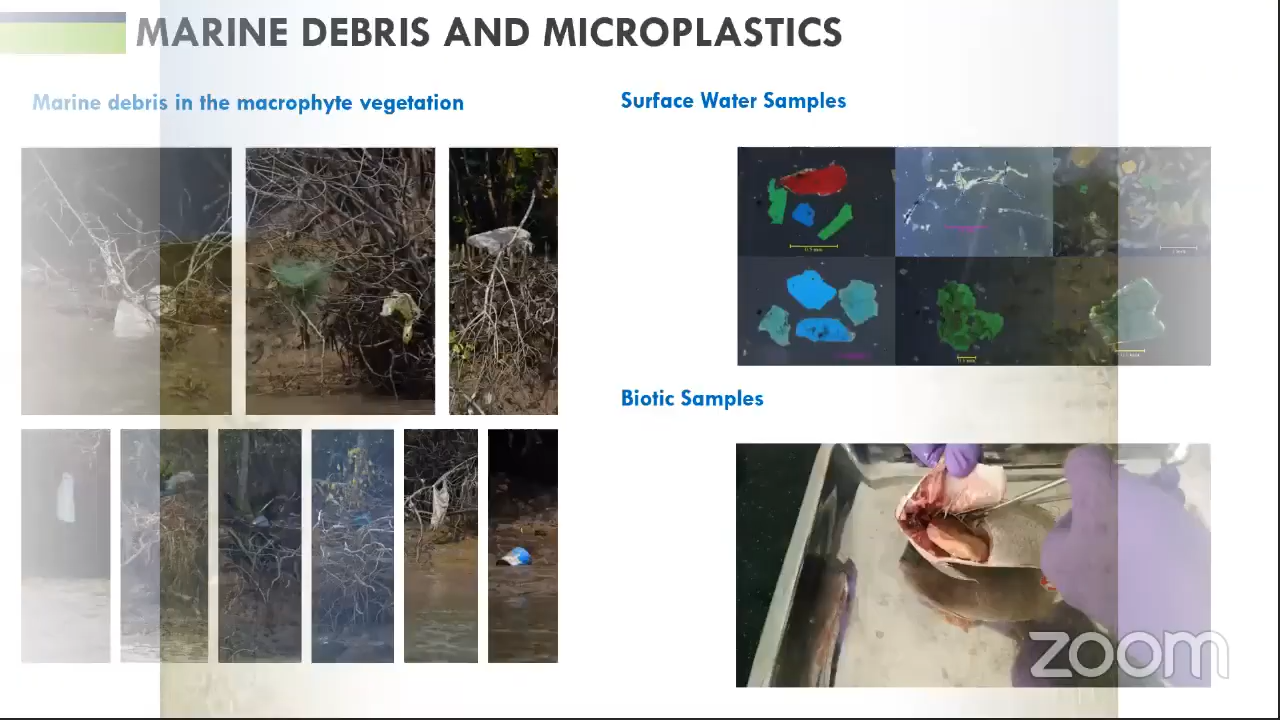 MARINE DEBRIS AND MICROPLASTICS
Marine debris in the macrophyte vegetation
Surface Water Samples
Biotic Samples
zoom